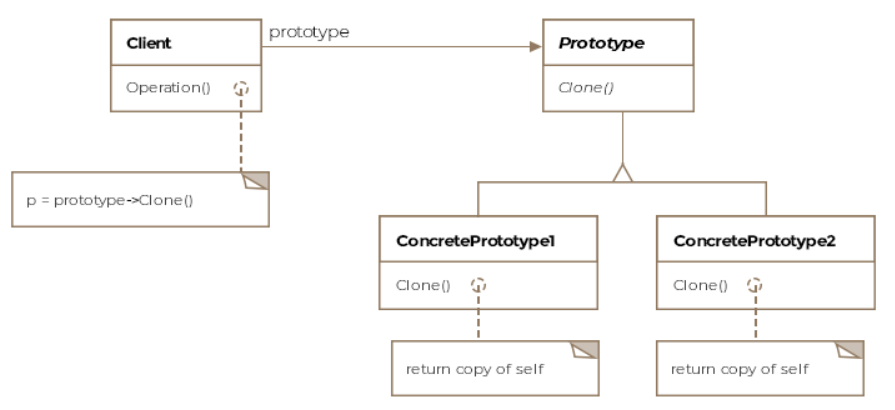 prototype
Client
Prototype
Operation()
Clone()
p = prototype->Clone()
ConcretePrototype1
ConcretePrototype2
Clone()
Clone()
return copy of self
return copy of self